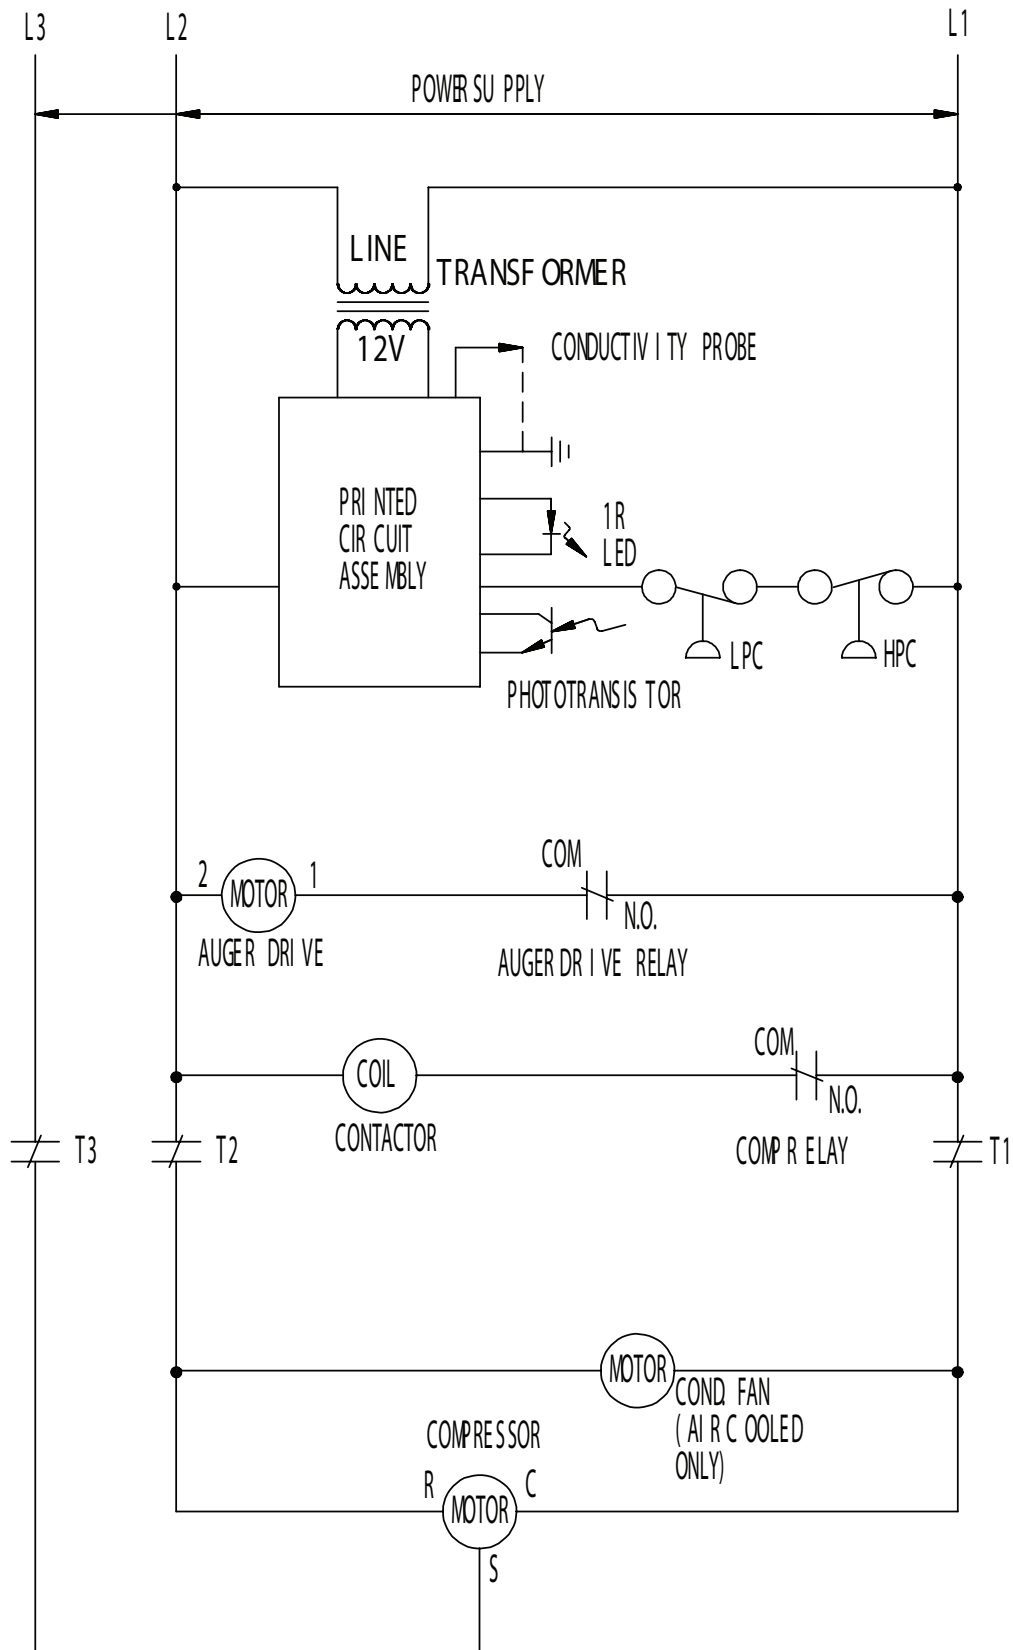 L3
L2
L1
POWER SUPPLY
LINE
TRANSFORMER
12V
CONDUCTIVITY PROBE
PRINTED
CIRCUIT
ASSEMBLY
1R
LED
LPC
HPC
PHOTOTRANSISTOR
2
MOTOR
1
COM
N.O.
AUGER DRIVE
AUGER DRIVE RELAY
COIL
COM
N.O.
CONTACTOR
COMP RELAY
T3
T2
T1
MOTOR
COND. FAN
(AIR COOLED
ONLY)
COMPRESSOR
R
MOTOR
C
S